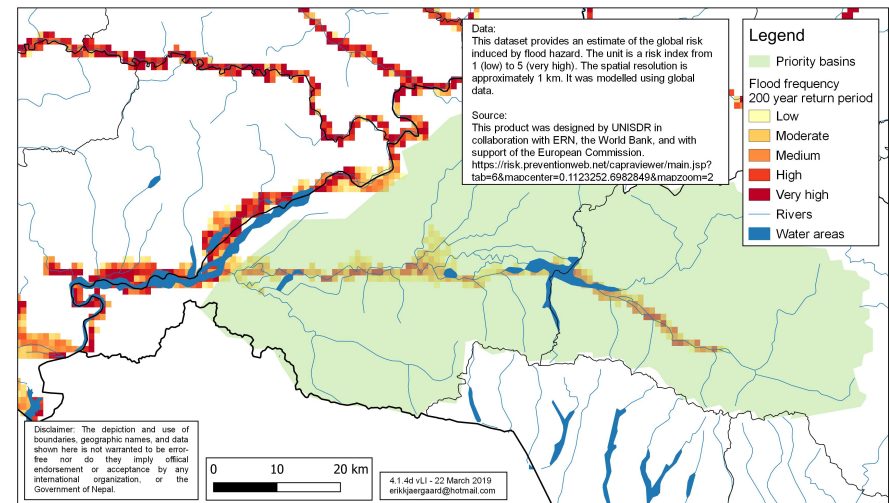 Data:
This dataset provides an estimate of the global risk
induced by flood hazard. The unit is a risk index from
1 (low) to 5 (very high). The spatial resolution is
approximately 1 km. It was modelled using global
data.
Source:
This product was designed by UNISDR in
collaboration with ERN, the World Bank, and with
support of the European Commission.
https://risk.preventionweb.net/capraviewer/main.jsp?
tab=6&mapcenter=0.1123252.6982849&mapzoom=2
Legend
Priority basins
Flood frequency
200 year return period
Low
Moderate
Medium
High
Very high
Rivers
Water areas
Disclaimer: The depiction and use of
boundaries, geographic names, and data
shown here is not warranted to be error-
free nor do they imply offiical
endorsement or acceptance by any
international organization, or the
Government of Nepal.
0 10 20 km
4.1.4d vLI - 22 March 2019
erikkjaergaard@hotmail.com